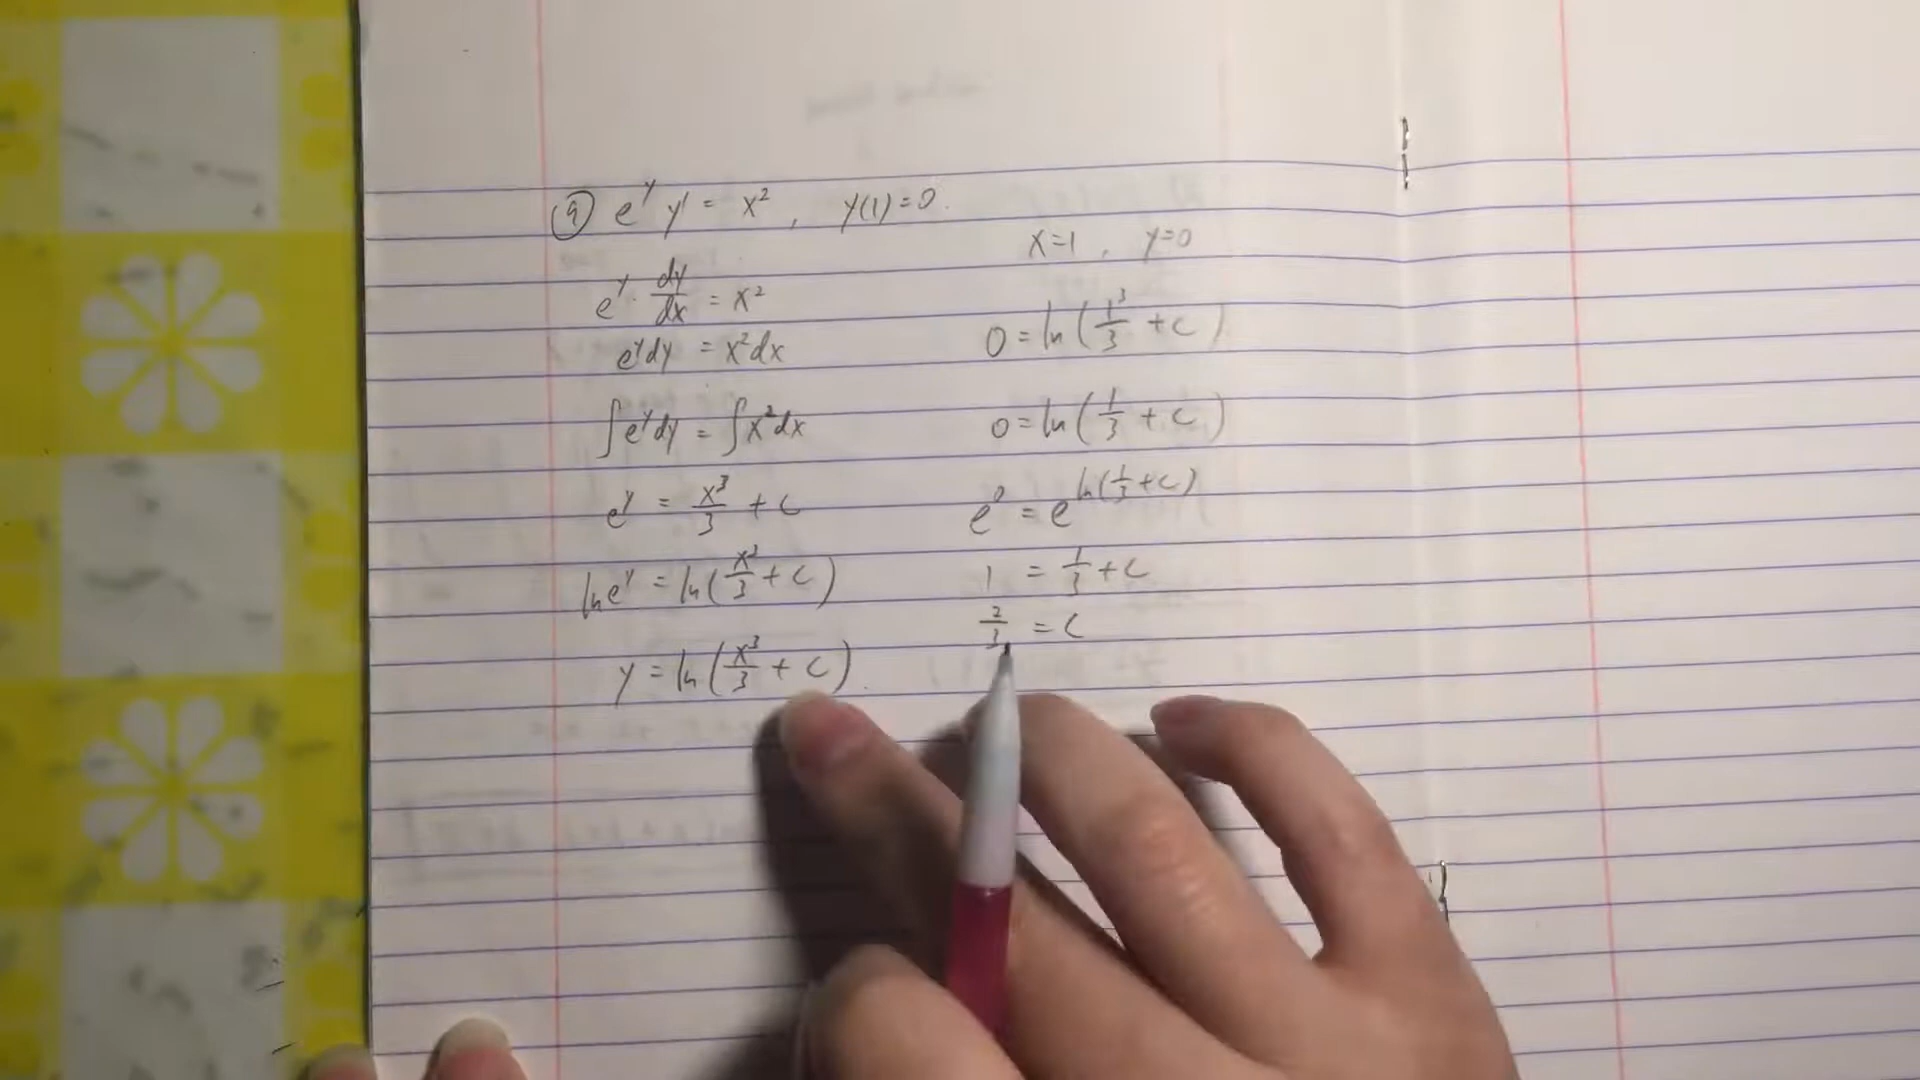 ⑨ e^y y' = x², y(1)=0.
e^y · dy/dx = x²
e^y dy = x² dx
∫e^y dy = ∫x² dx
e^y = x³/3 + C
ln e^y = ln(x³/3 + C)
y = ln(x³/3 + C).
x=1, y=0
0 = ln(1³/3 + C)
0 = ln(1/3 + C)
e^0 = e^ln(1/3 + C)
1 = 1/3 + C
2/3 = C